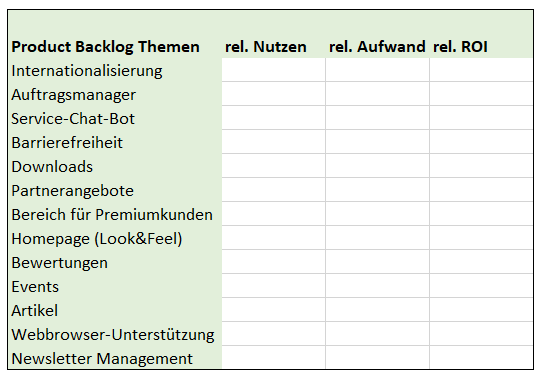 Product Backlog Themen rel. Nutzen rel. Aufwand rel. ROI
Internationalisierung
Auftragsmanager
Service-Chat-Bot
Barrierefreiheit
Downloads
Partnerangebote
Bereich für Premiumkunden
Homepage (Look&Feel)
Bewertungen
Events
Artikel
Webbrowser-Unterstützung
Newsletter Management